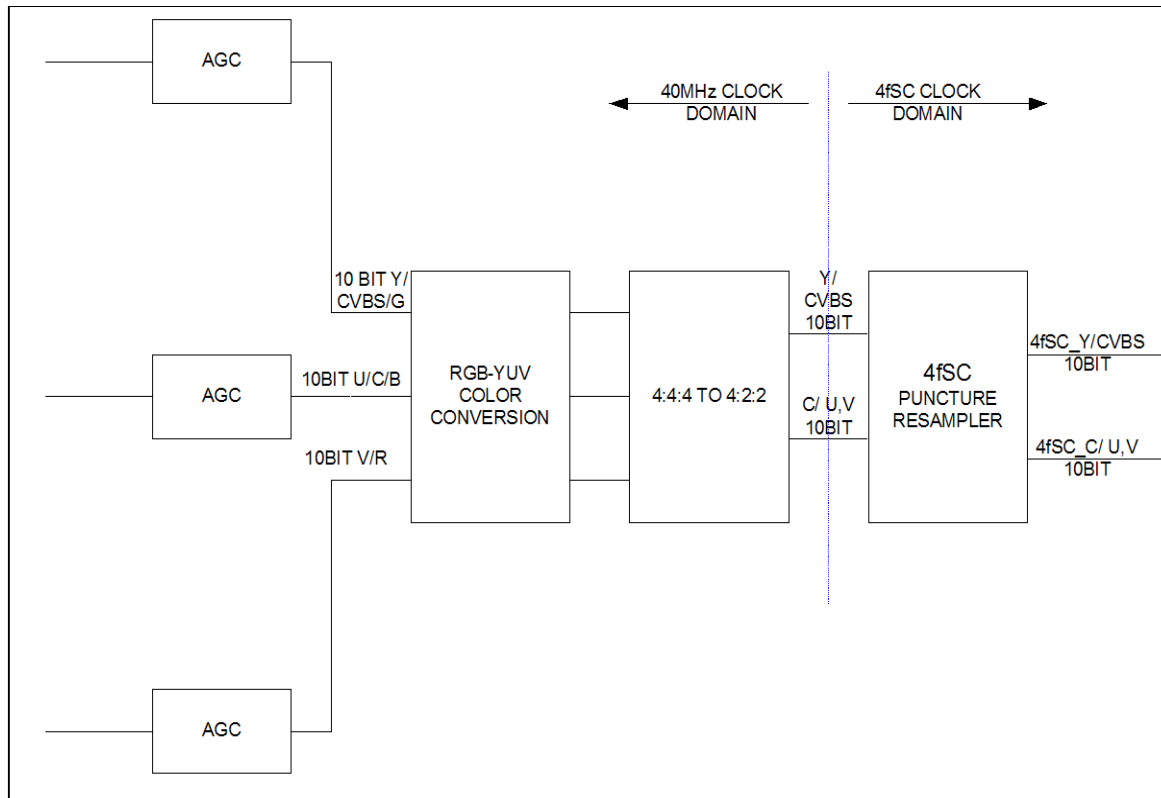 AGC
40MHz CLOCK
DOMAIN
4fSC CLOCK
DOMAIN
10 BIT Y/
CVBS/G
Y/
CVBS
10BIT
4fSC_Y/CVBS
10BIT
AGC
10BIT U/C/B
RGB-YUV
COLOR
CONVERSION
4:4:4 TO 4:2:2
4fSC
PUNCTURE
RESAMPLER
C/ U,V
10BIT
4fSC_C/ U,V
10BIT
10BIT V/R
AGC